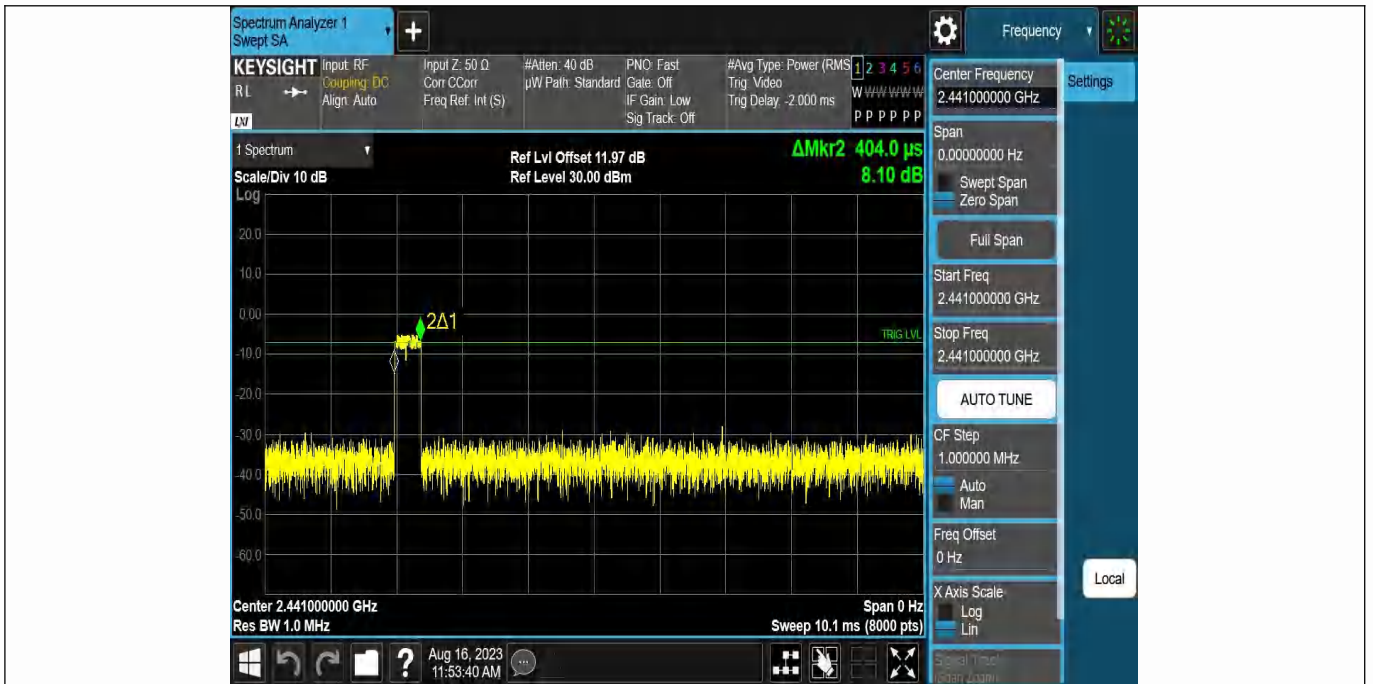 Spectrum Analyzer 1
Swept SA
+
Frequency
KEYSIGHT
RL
LXI
Input: RF
Coupling: DC
Align: Auto
Input Z: 50 Ω
Corr CCorr
Freq Ref: Int (S)
#Atten: 40 dB
µW Path: Standard
PNO: Fast
Gate: Off
IF Gain: Low
Sig Track: Off
#Avg Type: Power (RMS
Trig: Video
Trig Delay: -2.000 ms
1 2 3 4 5 6
W W W W W W
P P P P P P
1 Spectrum
Scale/Div 10 dB
Log
Ref Lvl Offset 11.97 dB
Ref Level 30.00 dBm
ΔMkr2 404.0 µs
8.10 dB
20.0
10.0
0.00
-10.0
-20.0
-30.0
-40.0
-50.0
-60.0
2Δ1
TRIG LVL
Center 2.441000000 GHz
Res BW 1.0 MHz
Span 0 Hz
Sweep 10.1 ms (8000 pts)
Center Frequency
2.441000000 GHz
Settings
Span
0.00000000 Hz
Swept Span
Zero Span
Full Span
Start Freq
2.441000000 GHz
Stop Freq
2.441000000 GHz
AUTO TUNE
CF Step
1.000000 MHz
Auto
Man
Freq Offset
0 Hz
X Axis Scale
Log
Lin
Local
Signal Track
(Span Zoom)
?
Aug 16, 2023
11:53:40 AM